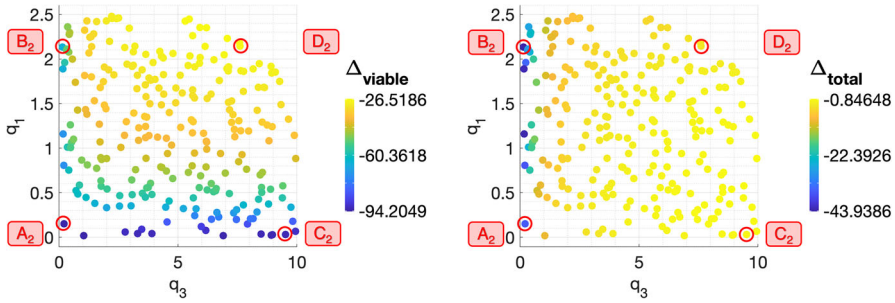 2.5
B₂
D₂
2
Δviable
1.5
-26.5186
q₁
1
-60.3618
0.5
-94.2049
A₂
C₂
0
0
5
10
q₃
2.5
B₂
D₂
2
Δtotal
1.5
-0.84648
q₁
1
-22.3926
0.5
-43.9386
A₂
C₂
0
0
5
10
q₃